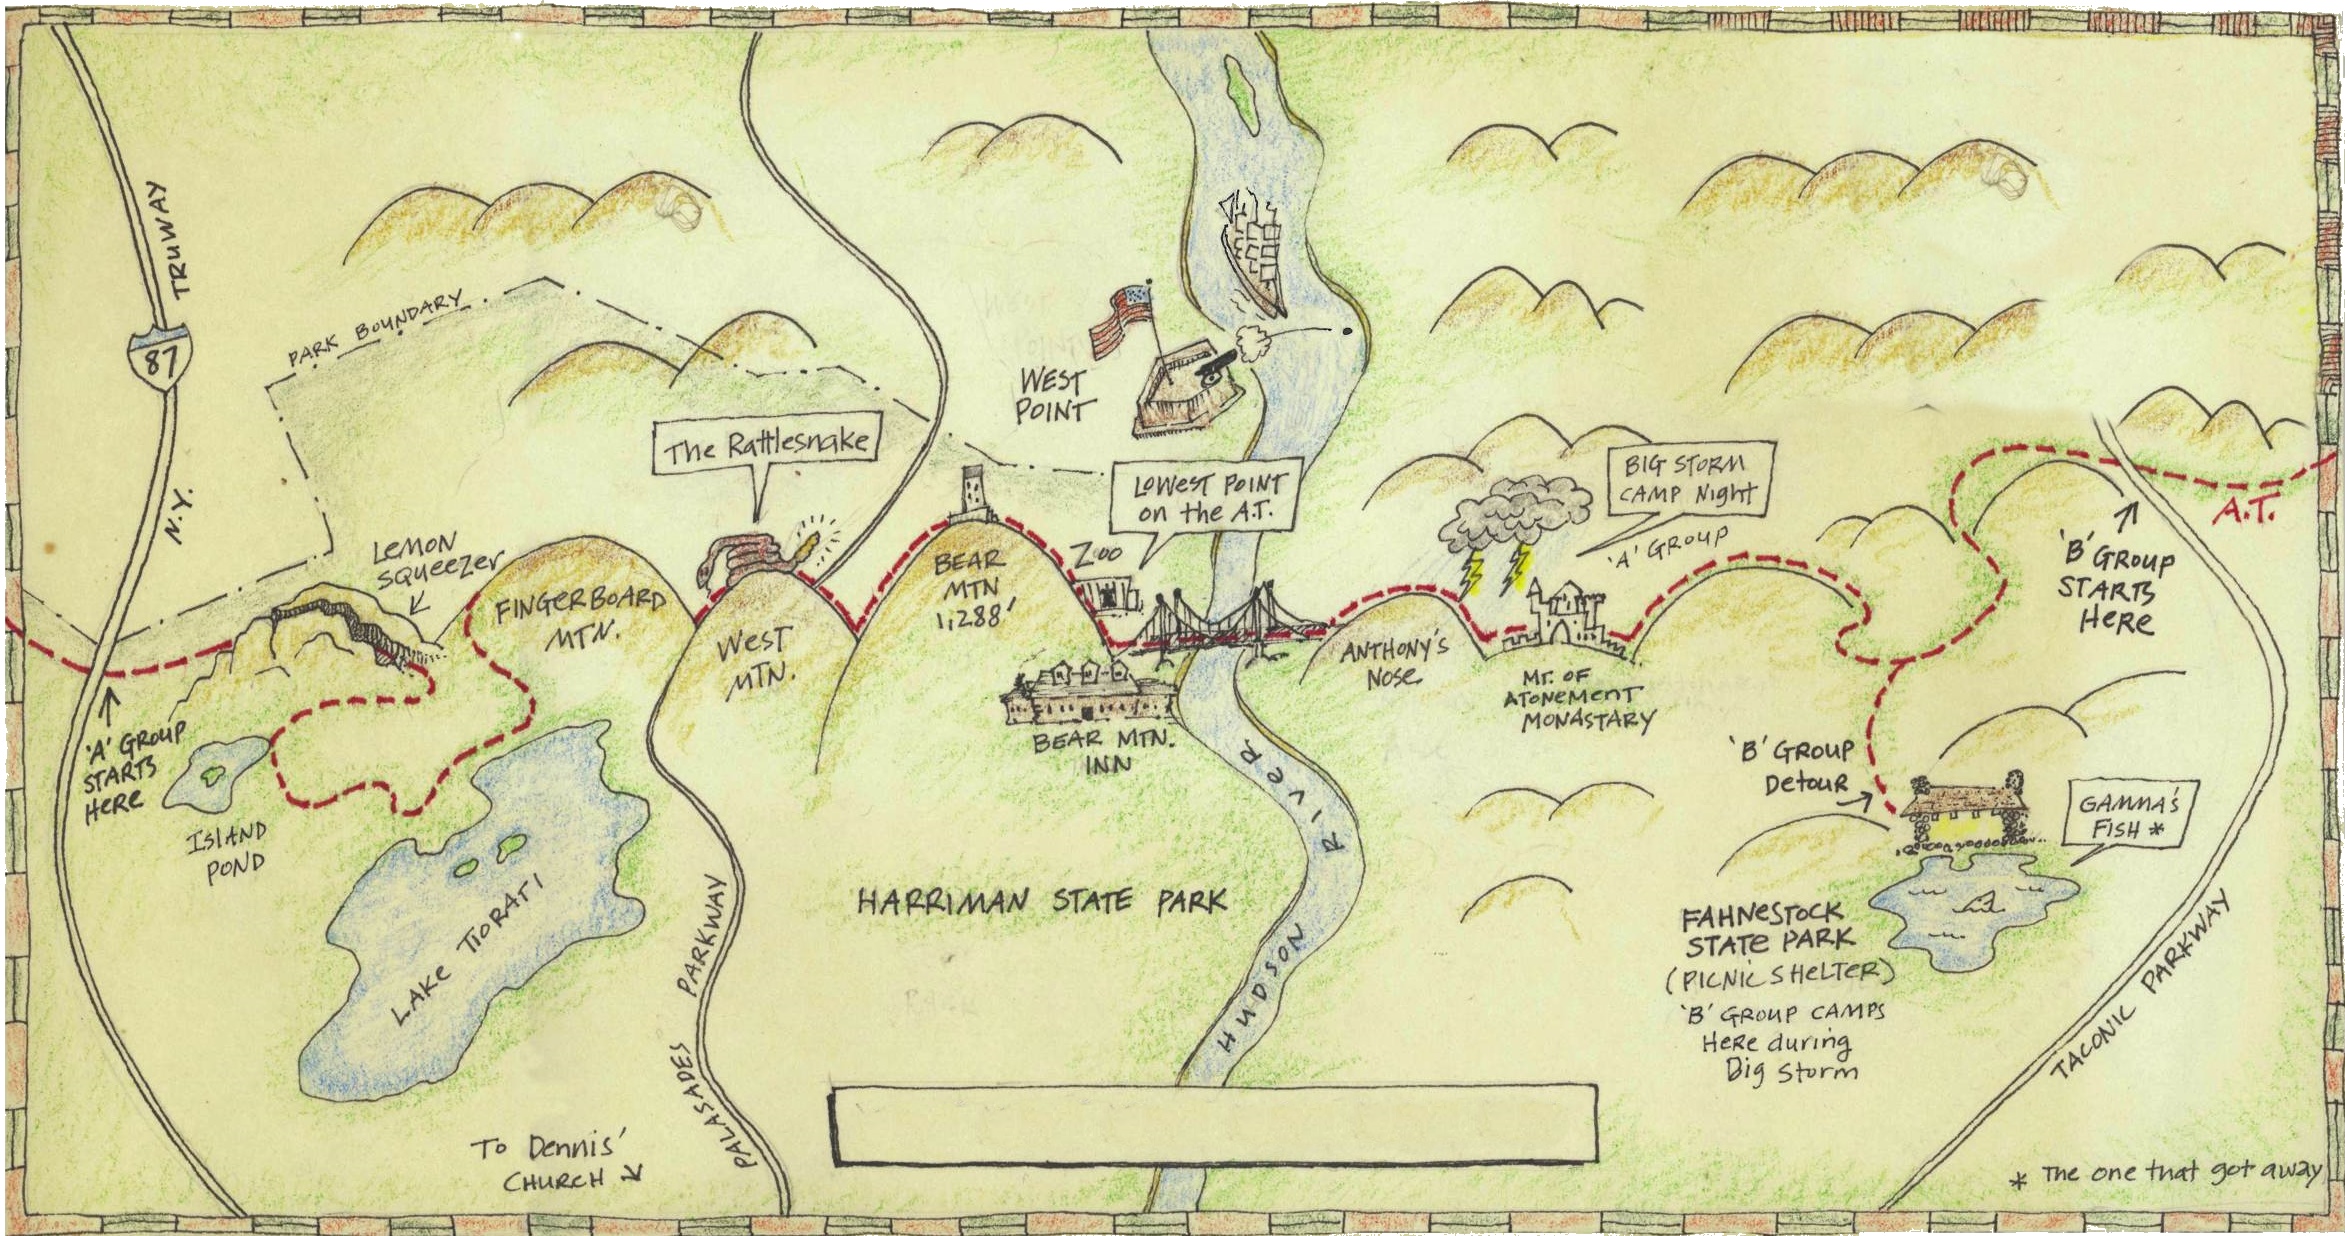 TRUWAY
87
N.Y.
PARK BOUNDARY
'A' GROUP
STARTS
HERE
ISLAND
POND
LEMON
SQUEEZER
FINGERBOARD
MTN.
LAKE TIORATI
To Dennis'
CHURCH
The Rattlesnake
WEST
MTN.
PALASADES PARKWAY
BEAR
MTN
1,288'
WEST
POINT
LOWEST POINT
on the A.T.
Zoo
BEAR MTN.
INN
HARRIMAN STATE PARK
HUDSON RIVER
ANTHONY'S
NOSE
BIG STORM
CAMP Night
'A' GROUP
MT. OF
ATONEMENT
MONASTARY
'B' GROUP
STARTS
HERE
A.T.
'B' GROUP
DeTOUR
GAMMA'S
FISH *
FAHNESTOCK
STATE PARK
(PICNIC SHELTER)
'B' GROUP CAMPS
HeRe during
Big Storm
TACONIC PARKWAY
* The one that got away